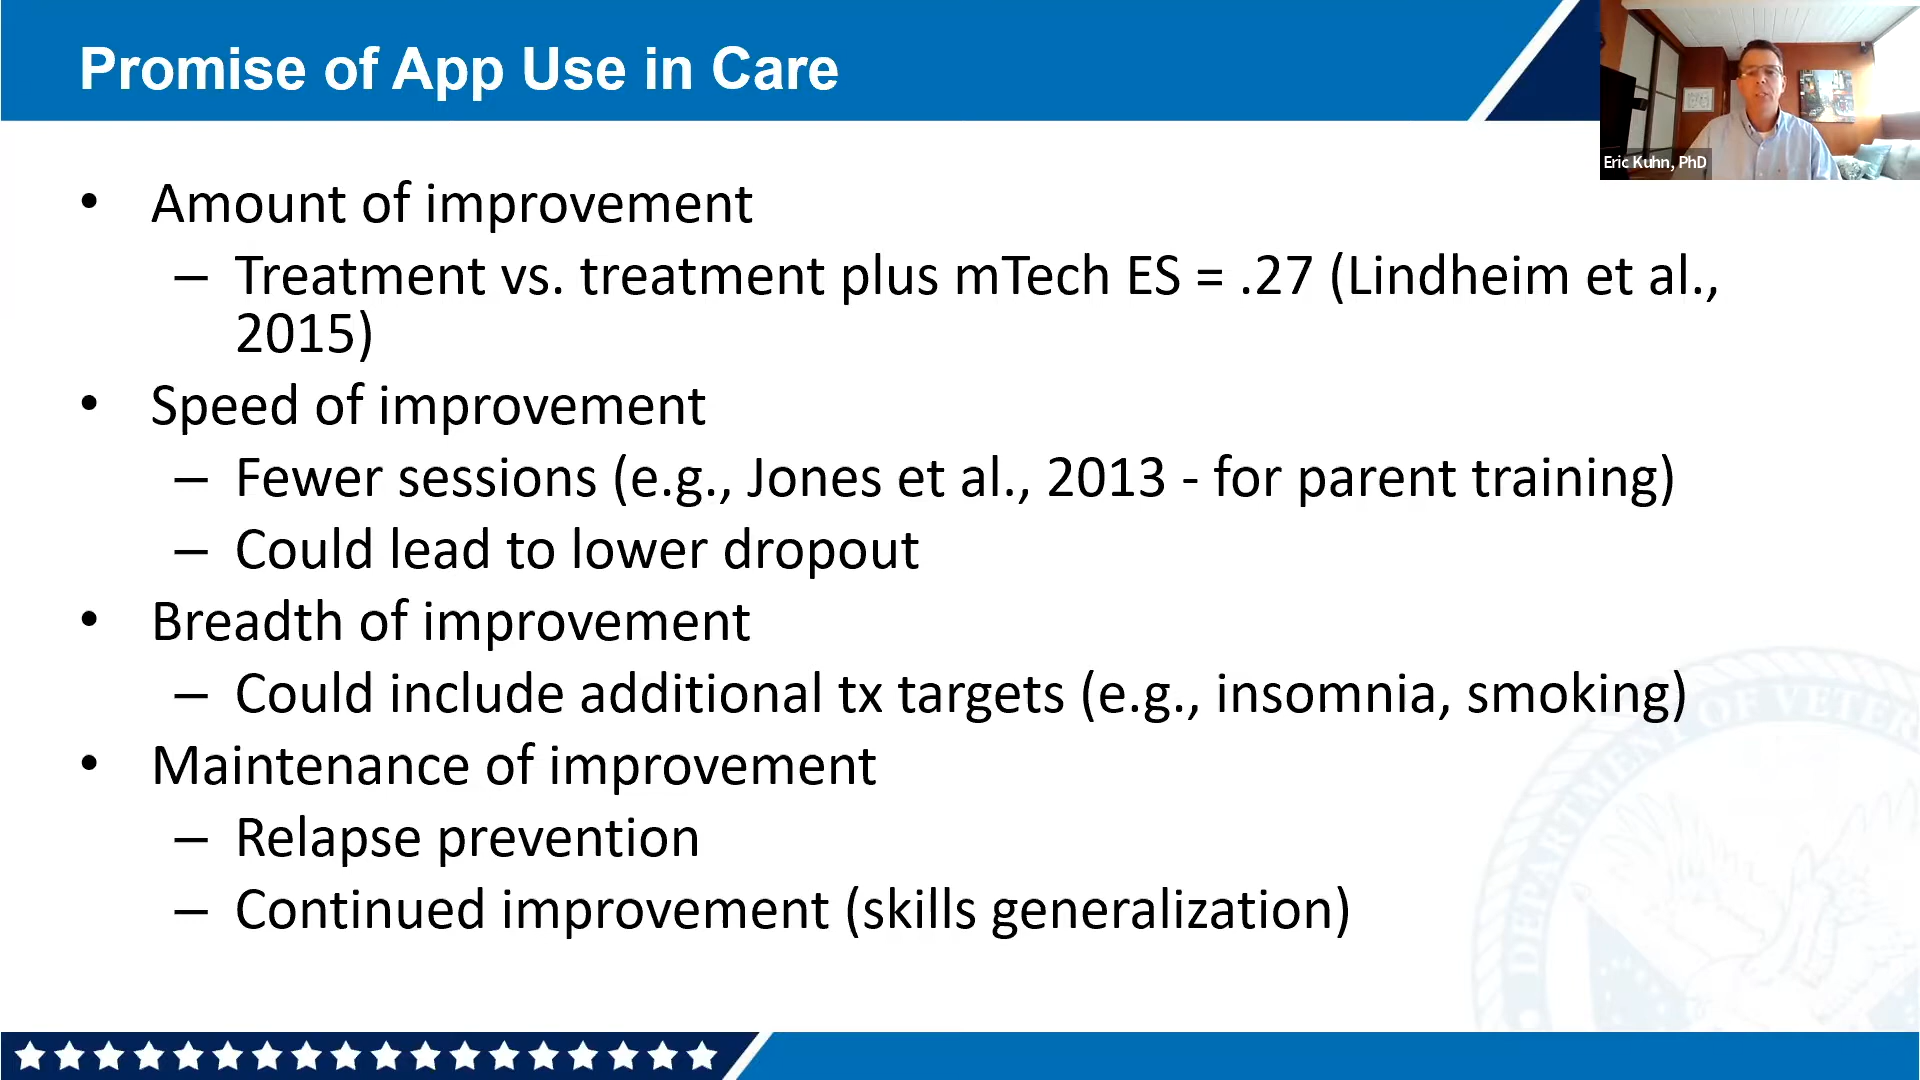 Promise of App Use in Care
Eric Kuhn, PhD
• Amount of improvement
– Treatment vs. treatment plus mTech ES = .27 (Lindheim et al.,
2015)
• Speed of improvement
– Fewer sessions (e.g., Jones et al., 2013 - for parent training)
– Could lead to lower dropout
• Breadth of improvement
– Could include additional tx targets (e.g., insomnia, smoking)
• Maintenance of improvement
– Relapse prevention
– Continued improvement (skills generalization)
DEPARTMENT OF VETER